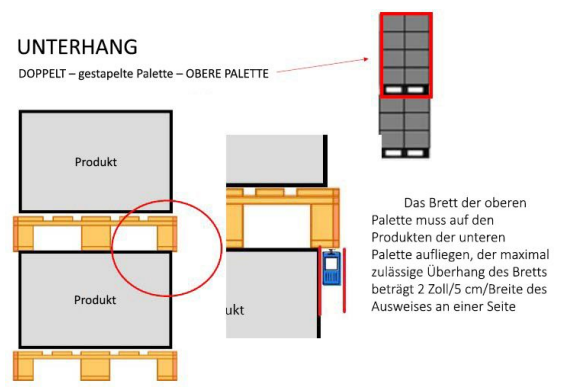 UNTERHANG
DOPPELT – gestapelte Palette – OBERE PALETTE
Produkt
Produkt
ukt
Das Brett der oberen
Palette muss auf den
Produkten der unteren
Palette aufliegen, der maximal
zulässige Überhang des Bretts
beträgt 2 Zoll/5 cm/Breite des
Ausweises an einer Seite